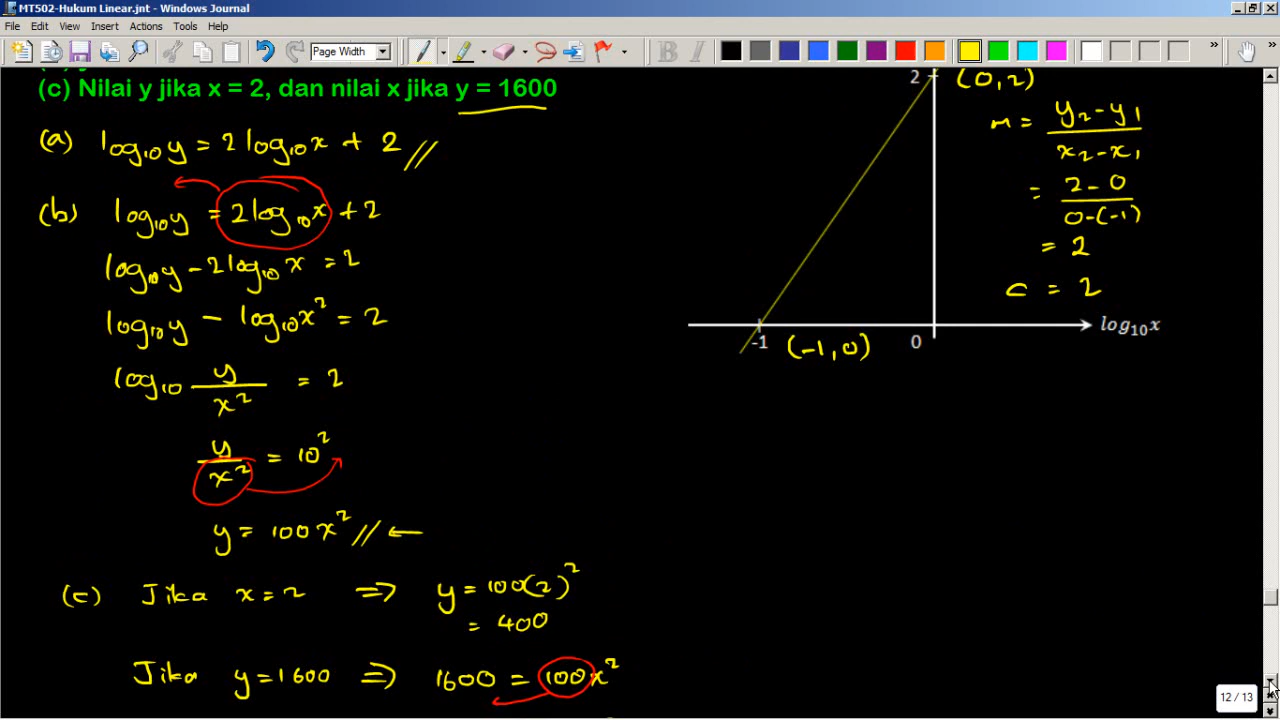 MT502-Hukum Linear.jnt - Windows Journal
File Edit View Insert Actions Tools Help
Page Width
(c) Nilai y jika x = 2, dan nilai x jika y = 1600
(a) log₁₀y = 2log₁₀x + 2 //
(b) log₁₀y = 2log₁₀x + 2
log₁₀y - 2log₁₀x = 2
log₁₀y - log₁₀x² = 2
log₁₀ y/x² = 2
y/x² = 10²
y = 100x² // ←
(c) Jika x = 2 ⇒ y = 100(2)²
= 400
Jika y = 1600 ⇒ 1600 = 100x²
2 (0,2)
m = y₂-y₁/x₂-x₁
= 2-0/0-(-1)
= 2
c = 2
log₁₀x
-1 (-1,0) 0
12 / 13